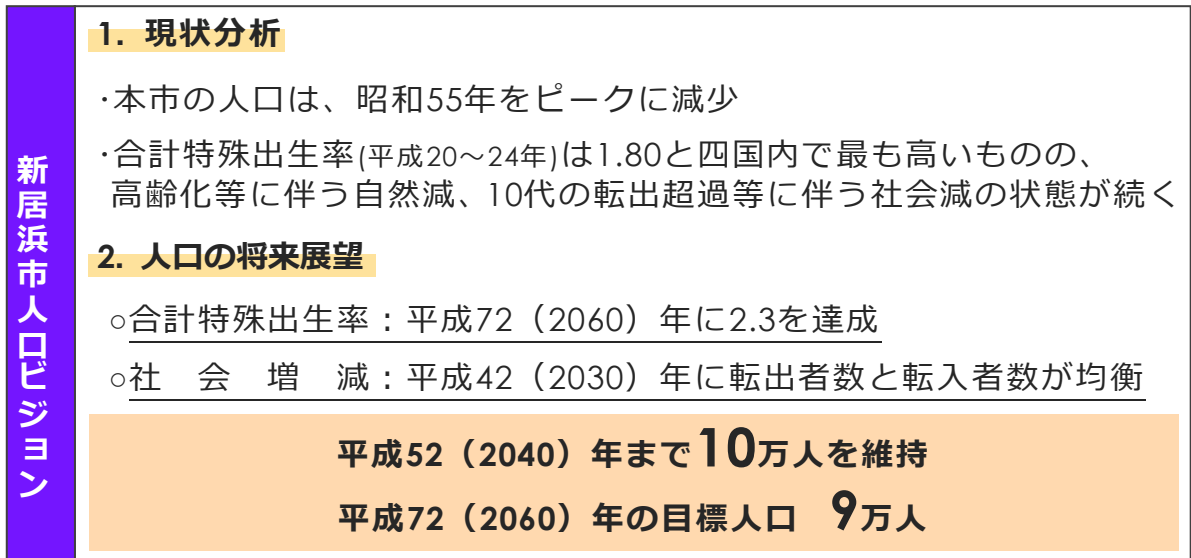 新居浜市人口ビジョン
1. 現状分析
・本市の人口は、昭和55年をピークに減少
・合計特殊出生率(平成20～24年)は1.80と四国内で最も高いものの、
高齢化等に伴う自然減、10代の転出超過等に伴う社会減の状態が続く
2. 人口の将来展望
○合計特殊出生率：平成72（2060）年に2.3を達成
○社　会　増　減：平成42（2030）年に転出者数と転入者数が均衡
平成52（2040）年まで10万人を維持
平成72（2060）年の目標人口　9万人